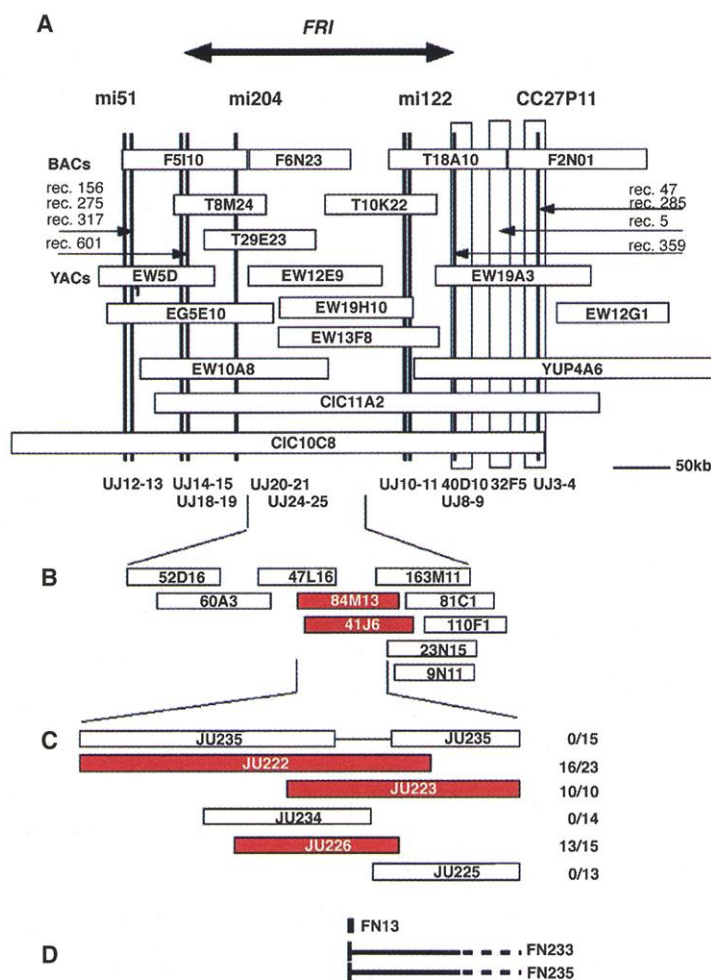 A
FRI
mi51 mi204 mi122 CC27P11
BACs F5I10 F6N23 T18A10 F2N01
rec. 156
rec. 275
rec. 317
rec. 601
T8M24 T10K22
T29E23
rec. 47
rec. 285
rec. 5
rec. 359
YACs EW5D EW12E9 EW19A3
EG5E10 EW19H10 EW12G1
EW13F8
EW10A8 YUP4A6
CIC11A2
CIC10C8
50kb
UJ12-13 UJ14-15 UJ20-21 UJ10-11 40D10 32F5 UJ3-4
UJ18-19 UJ24-25 UJ8-9
B
52D16 47L16 163M11
60A3 84M13 81C1
41J6 110F1
23N15
9N11
C
JU235 JU235 0/15
JU222 16/23
JU223 10/10
JU234 0/14
JU226 13/15
JU225 0/13
D
FN13
FN233
FN235